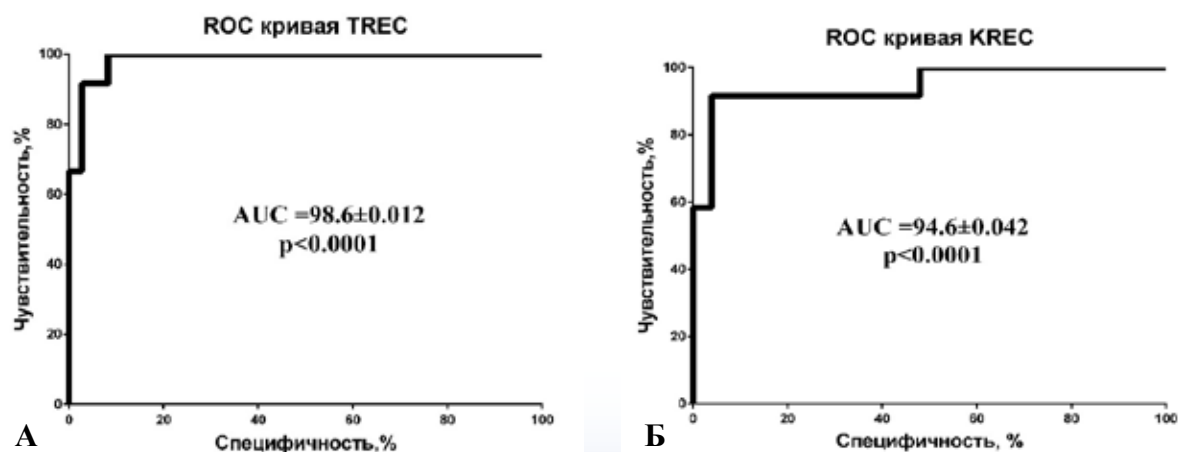 ROC кривая TREC
100
80
60
40
20
0
Чувствительность,%
AUC =98.6±0.012
p<0.0001
0 20 40 60 80 100
Специфичность,%
А
ROC кривая KREC
100
80
60
40
20
0
Чувствительность,%
AUC =94.6±0.042
p<0.0001
0 20 40 60 80 100
Специфичность, %
Б